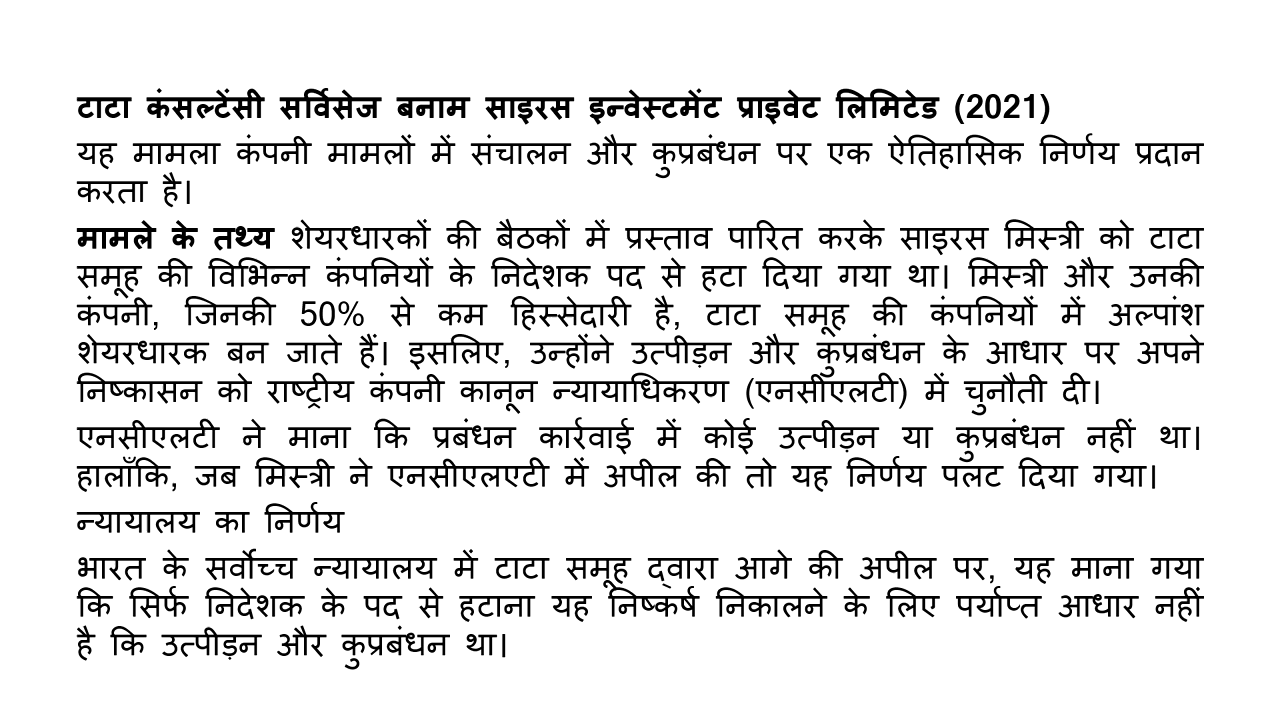 टाटा कंसल्टेंसी सर्विसेज बनाम साइरस इन्वेस्टमेंट प्राइवेट लिमिटेड (2021)
यह मामला कंपनी मामलों में संचालन और कुप्रबंधन पर एक ऐतिहासिक निर्णय प्रदान
करता है।
मामले के तथ्य शेयरधारकों की बैठकों में प्रस्ताव पारित करके साइरस मिस्त्री को टाटा
समूह की विभिन्न कंपनियों के निदेशक पद से हटा दिया गया था। मिस्त्री और उनकी
कंपनी, जिनकी 50% से कम हिस्सेदारी है, टाटा समूह की कंपनियों में अल्पांश
शेयरधारक बन जाते हैं। इसलिए, उन्होंने उत्पीड़न और कुप्रबंधन के आधार पर अपने
निष्कासन को राष्ट्रीय कंपनी कानून न्यायाधिकरण (एनसीएलटी) में चुनौती दी।
एनसीएलटी ने माना कि प्रबंधन कार्रवाई में कोई उत्पीड़न या कुप्रबंधन नहीं था।
हालाँकि, जब मिस्त्री ने एनसीएलएटी में अपील की तो यह निर्णय पलट दिया गया।
न्यायालय का निर्णय
भारत के सर्वोच्च न्यायालय में टाटा समूह द्वारा आगे की अपील पर, यह माना गया
कि सिर्फ निदेशक के पद से हटाना यह निष्कर्ष निकालने के लिए पर्याप्त आधार नहीं
है कि उत्पीड़न और कुप्रबंधन था।